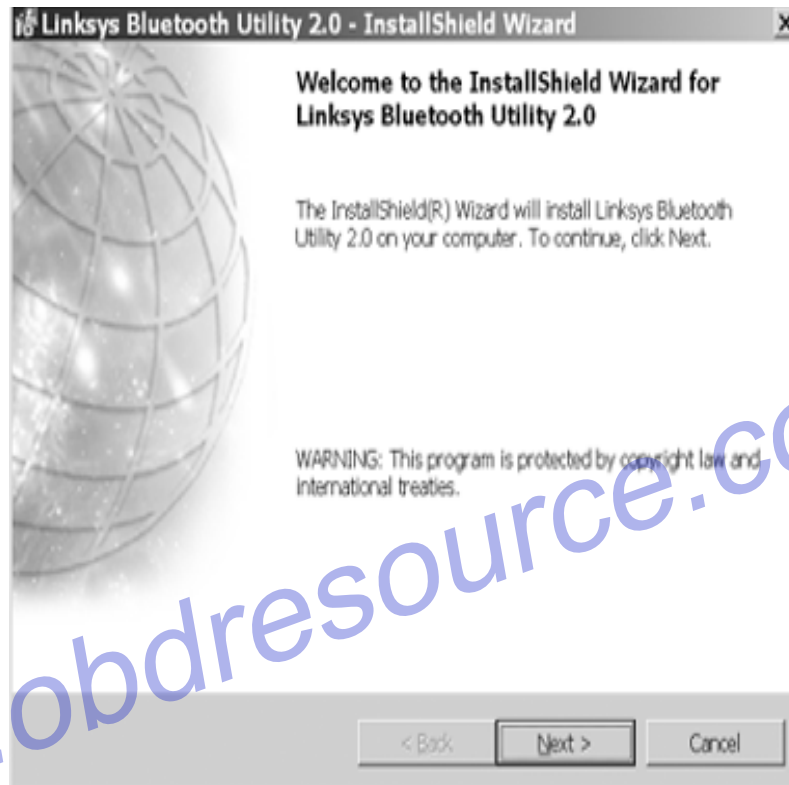 Linksys Bluetooth Utility 2.0 - InstallShield Wizard
Welcome to the InstallShield Wizard for
Linksys Bluetooth Utility 2.0
The InstallShield(R) Wizard will install Linksys Bluetooth
Utility 2.0 on your computer. To continue, click Next.
WARNING: This program is protected by copyright law and
international treaties.
.obdresource.co
< Back
Next >
Cancel